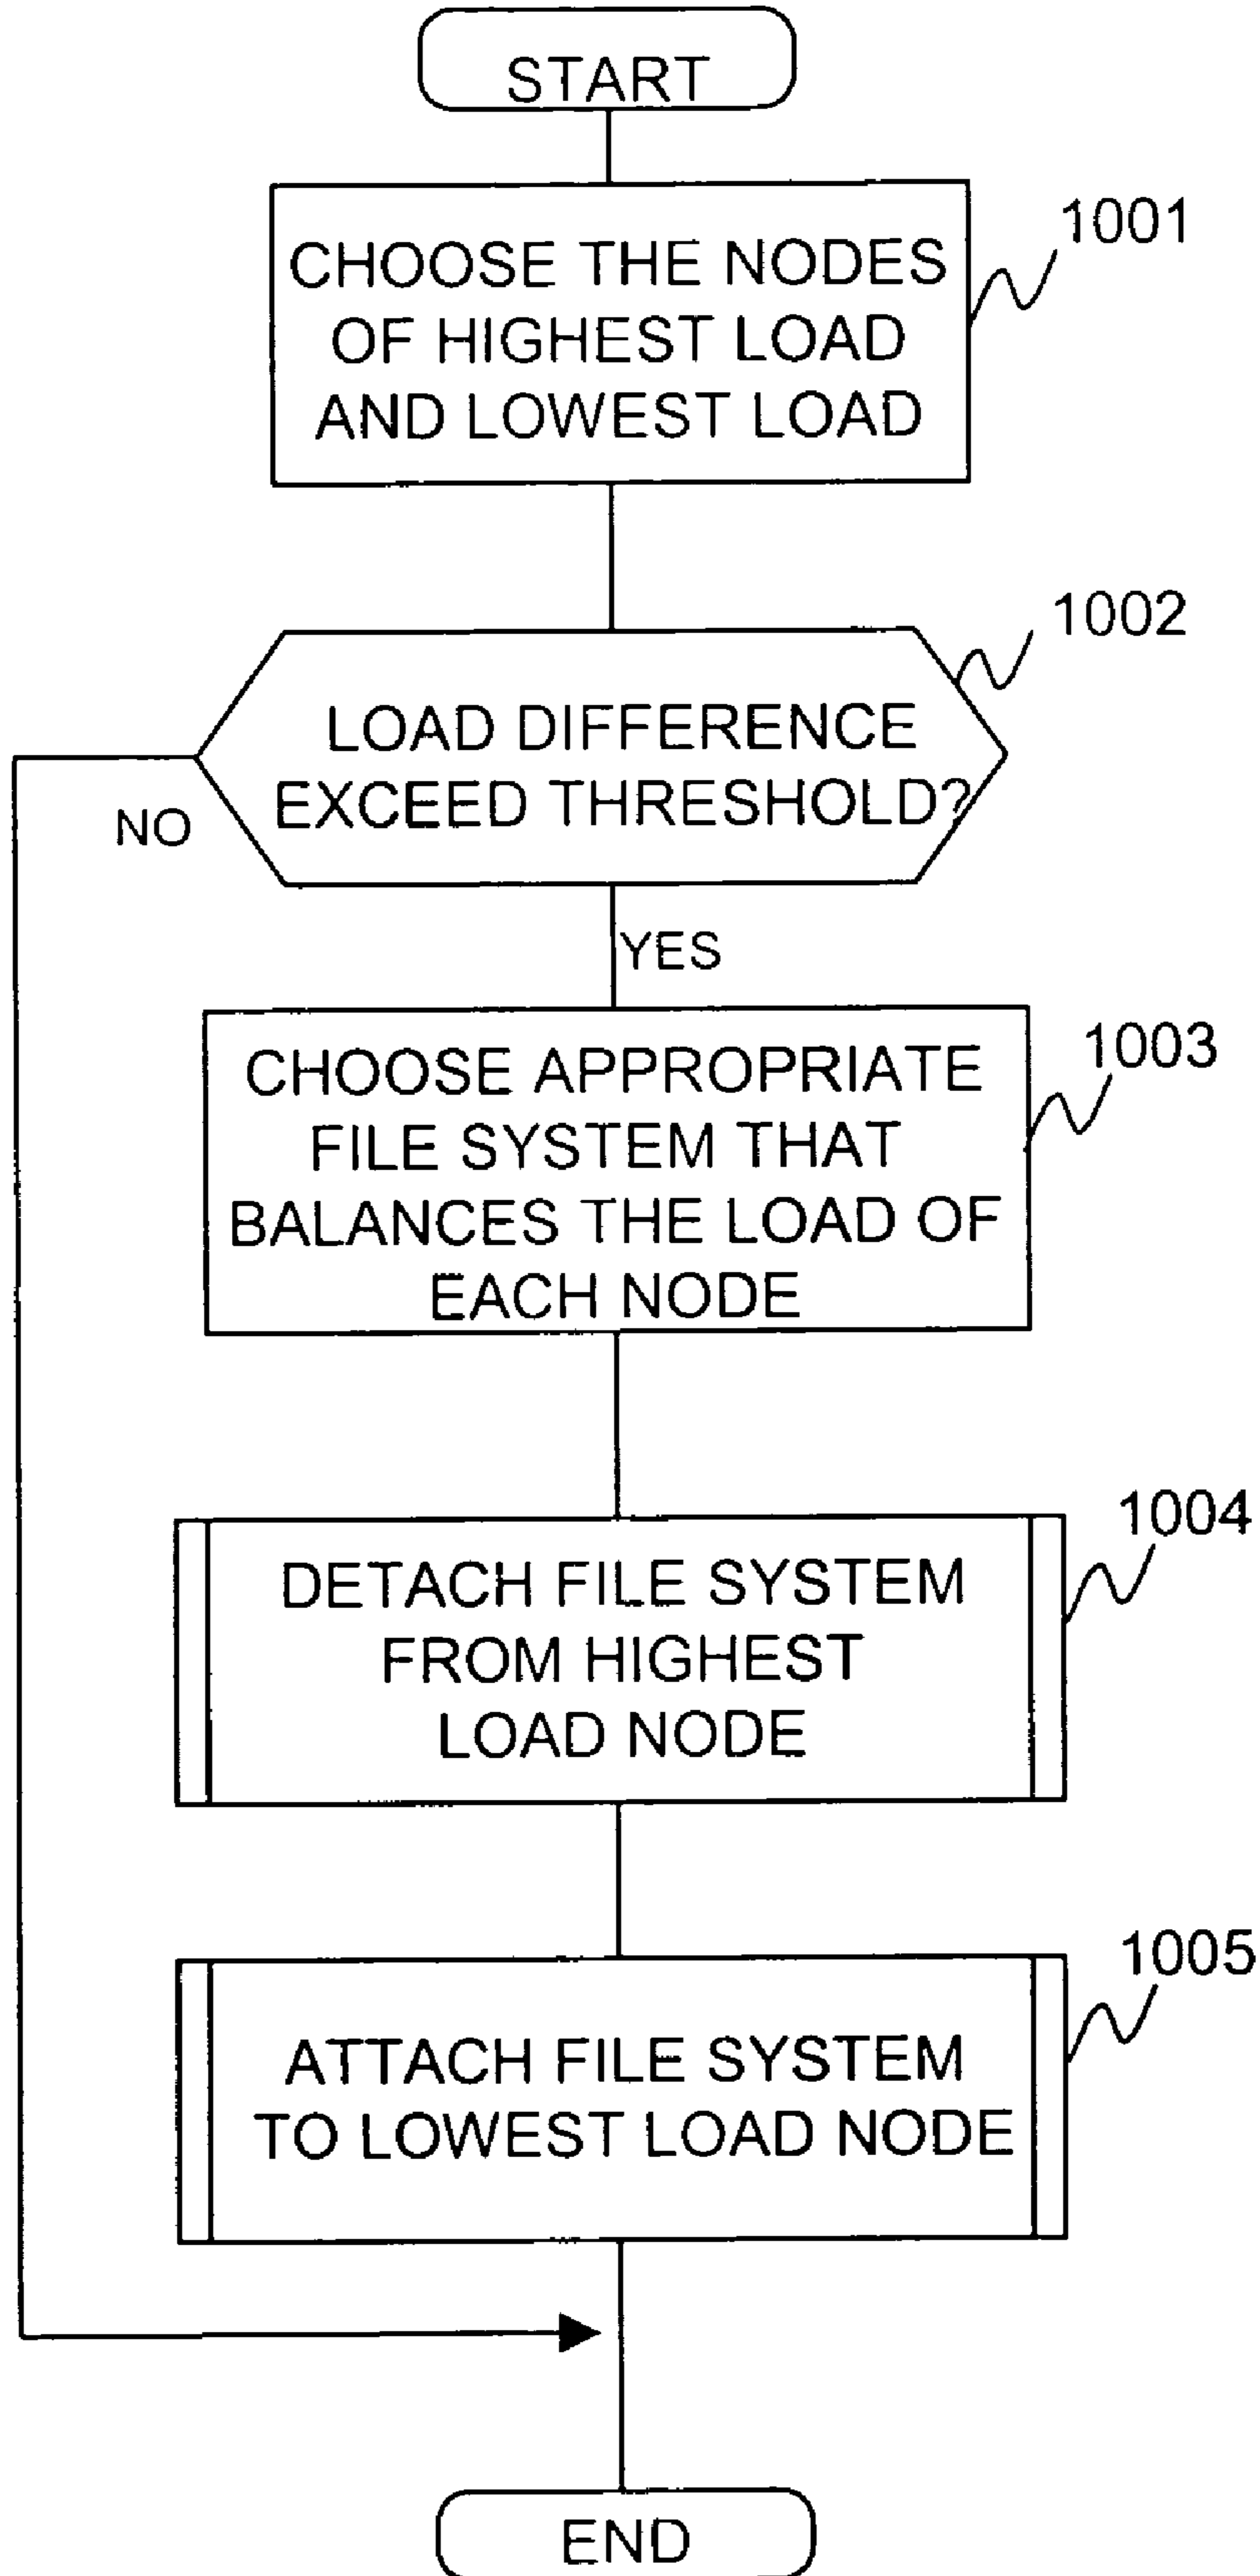 START
CHOOSE THE NODES
OF HIGHEST LOAD
AND LOWEST LOAD
1001
LOAD DIFFERENCE
EXCEED THRESHOLD?
1002
NO
YES
CHOOSE APPROPRIATE
FILE SYSTEM THAT
BALANCES THE LOAD OF
EACH NODE
1003
DETACH FILE SYSTEM
FROM HIGHEST
LOAD NODE
1004
ATTACH FILE SYSTEM
TO LOWEST LOAD NODE
1005
END